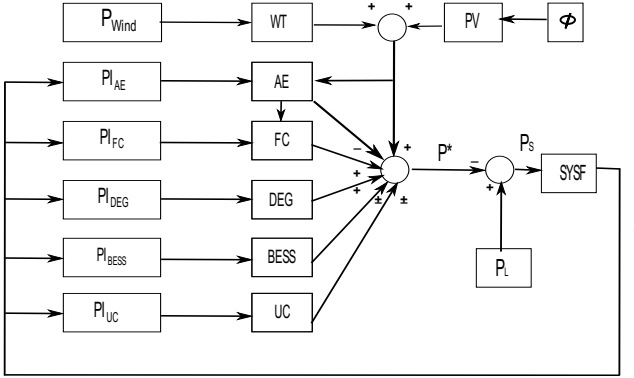 P_Wind WT + + PV Φ
PI_AE AE
PI_FC FC − + P* − P_S
PI_DEG DEG + + ± ± + SYSF
PI_BESS BESS P_L
PI_UC UC